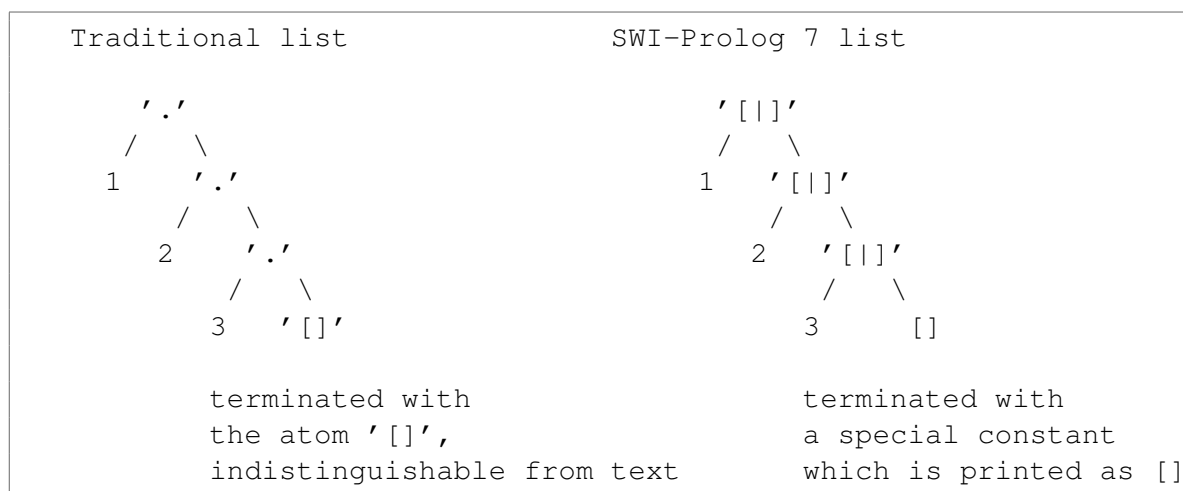 Traditional list SWI-Prolog 7 list
'.' '[|]'
/ \ / \
1 '.' 1 '[|]'
/ \ / \
2 '.' 2 '[|]'
/ \ / \
3 '[]' 3 []
terminated with terminated with
the atom '[]', a special constant
indistinguishable from text which is printed as []